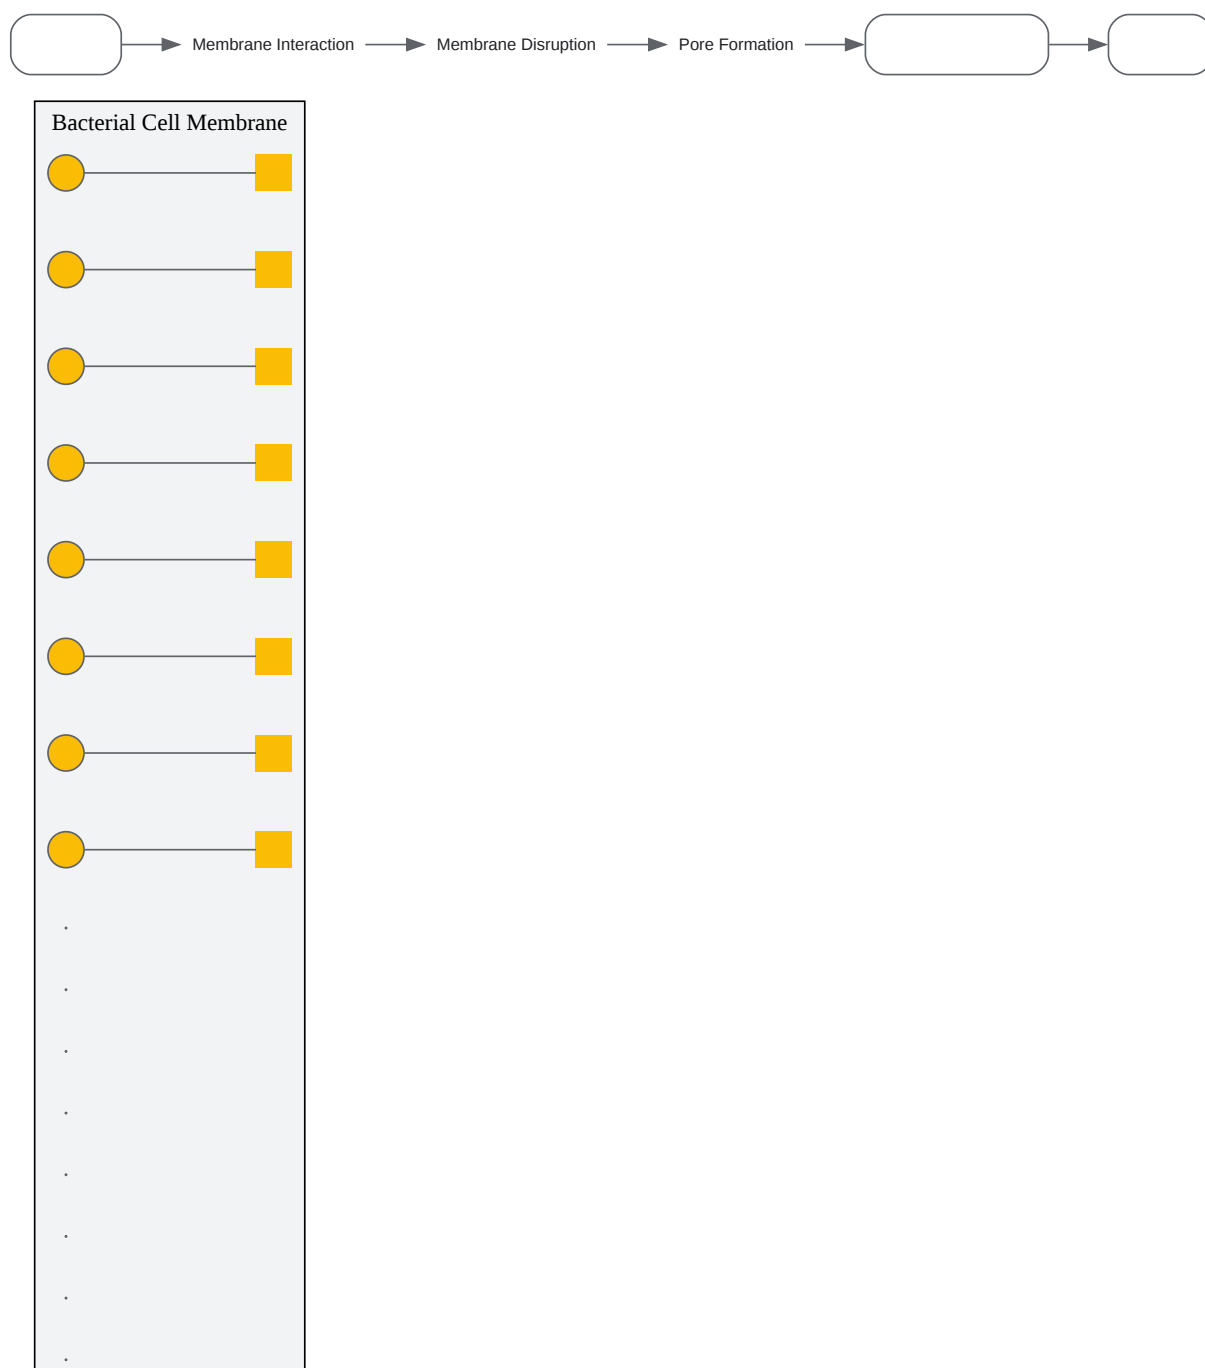 Membrane Interaction
Membrane Disruption
Pore Formation
Bacterial Cell Membrane